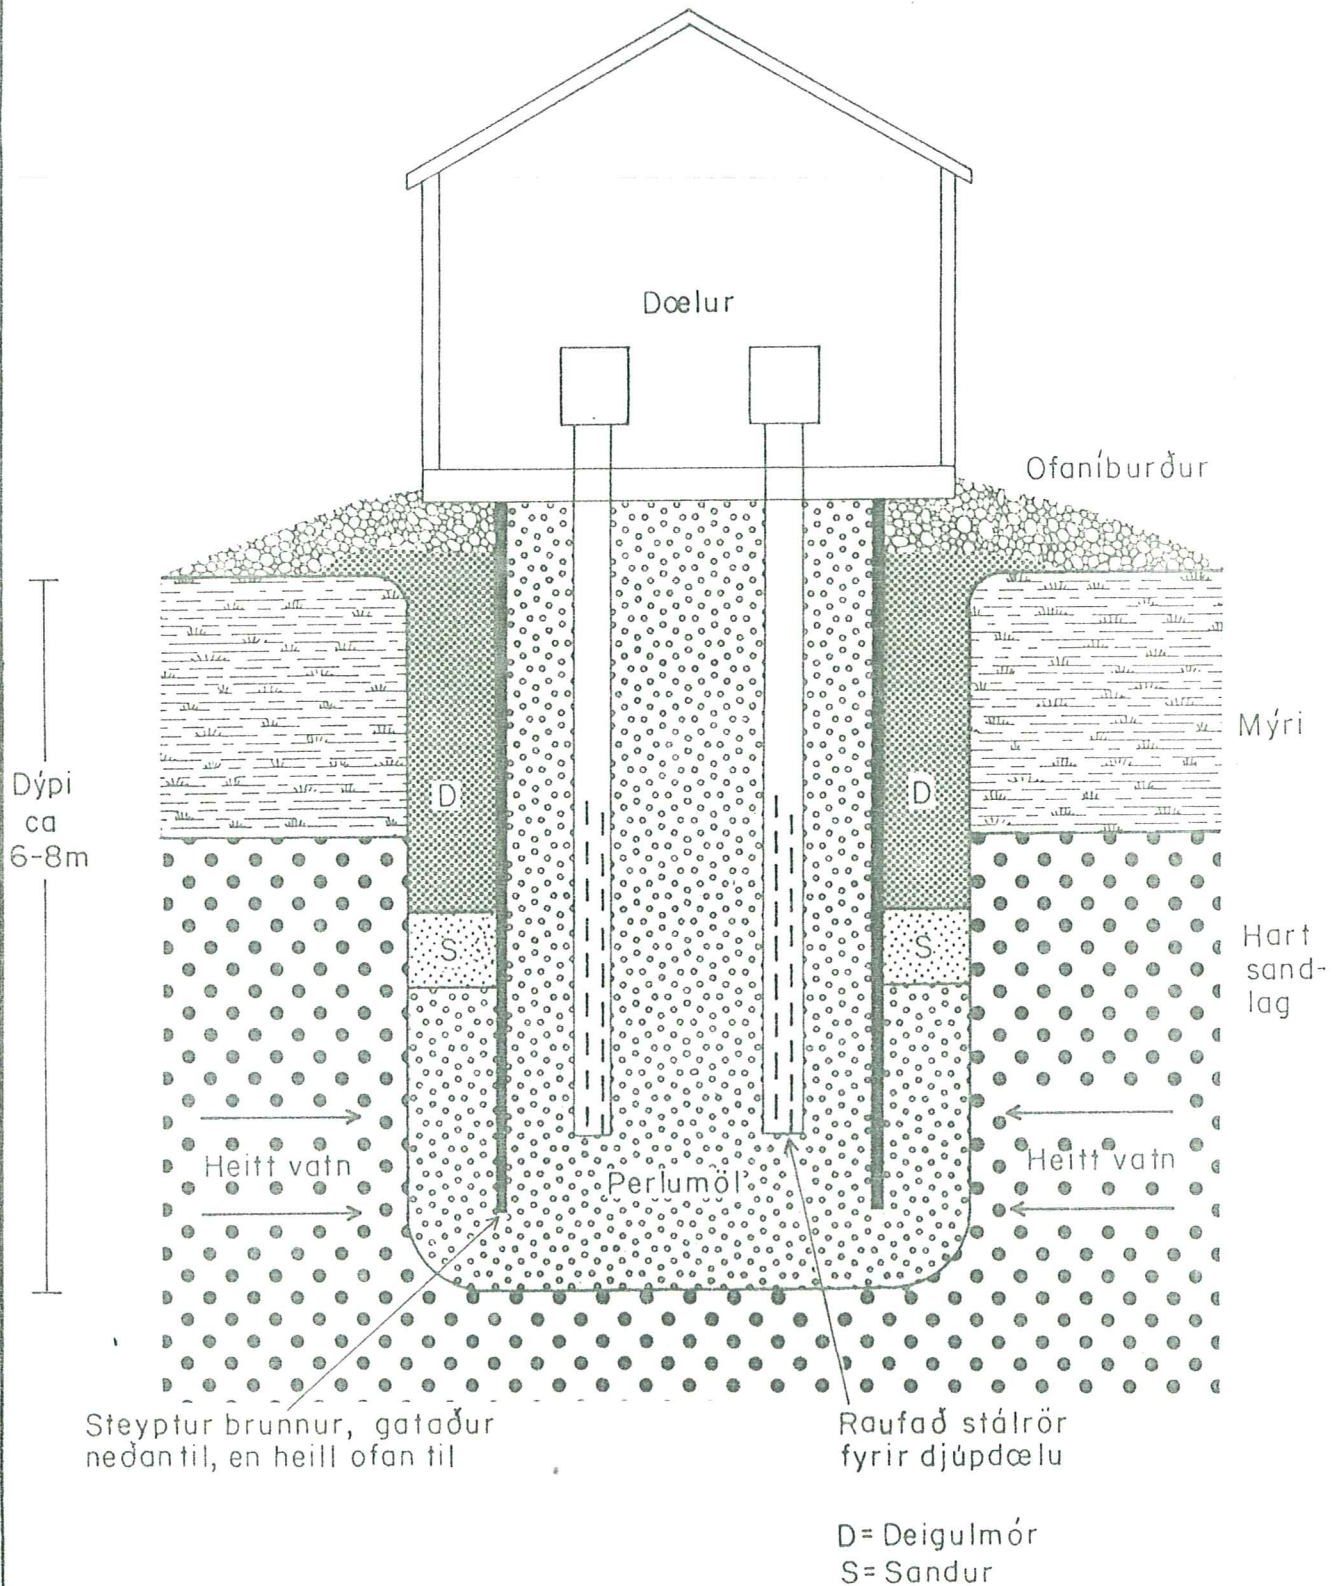 Dælur
Ofaníburður
Mýri
Dýpi
ca
6-8m
D
D
S
S
Hart
sand-
lag
Heitt vatn
Heitt vatn
Perlumöl
Steyptur brunnur, gataður
neðan til, en heill ofan til
Raufað stálrör
fyrir djúpdælu
D= Deigulmór
S= Sandur